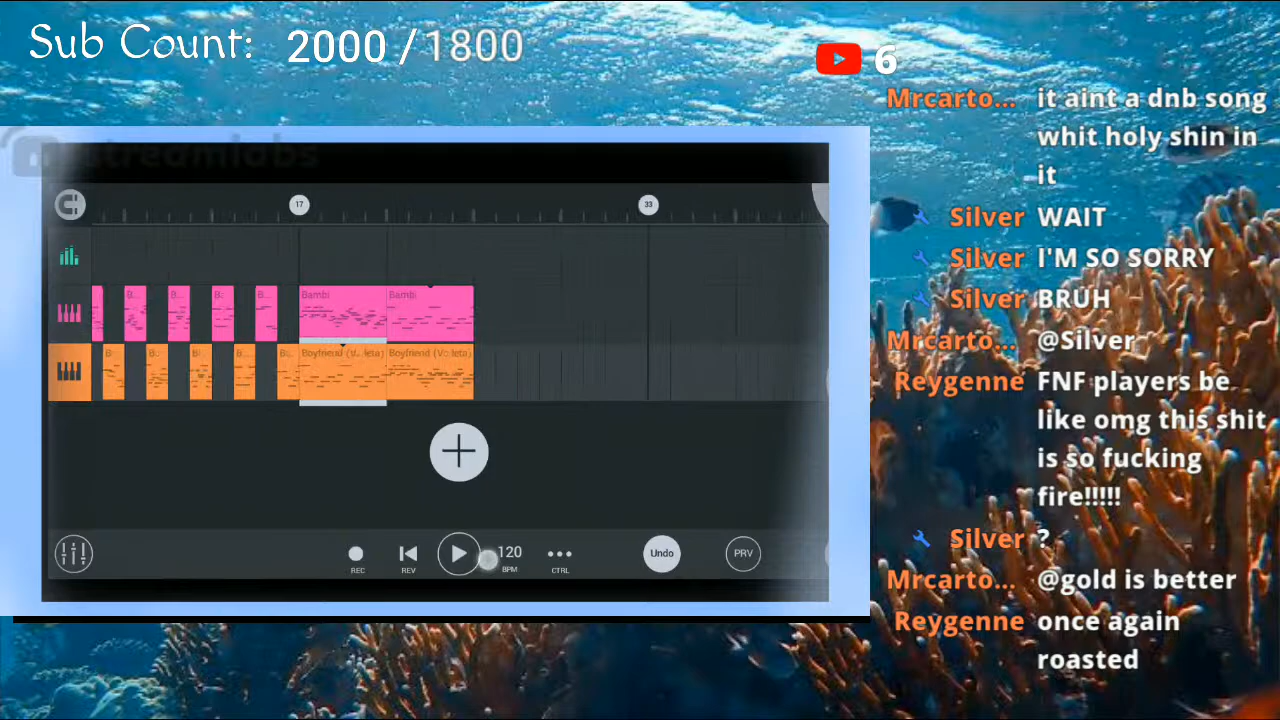 Sub Count: 2000 / 1800
6
Mrcarto... it aint a dnb song
whit holy shin in
it
Silver WAIT
Silver I'M SO SORRY
Silver BRUH
Mrcarto... @Silver
Reygenne FNF players be
like omg this shit
is so fucking
fire!!!!!
Silver ?
Mrcarto... @gold is better
Reygenne once again
roasted
streamlabs
17 33
B... B... B... B... Bambi Bambi
B... B... B... B... B... Boyfriend (V.. leta) Boyfriend (V.. leta)
120
Undo PRV
REC REV BPM CTRL